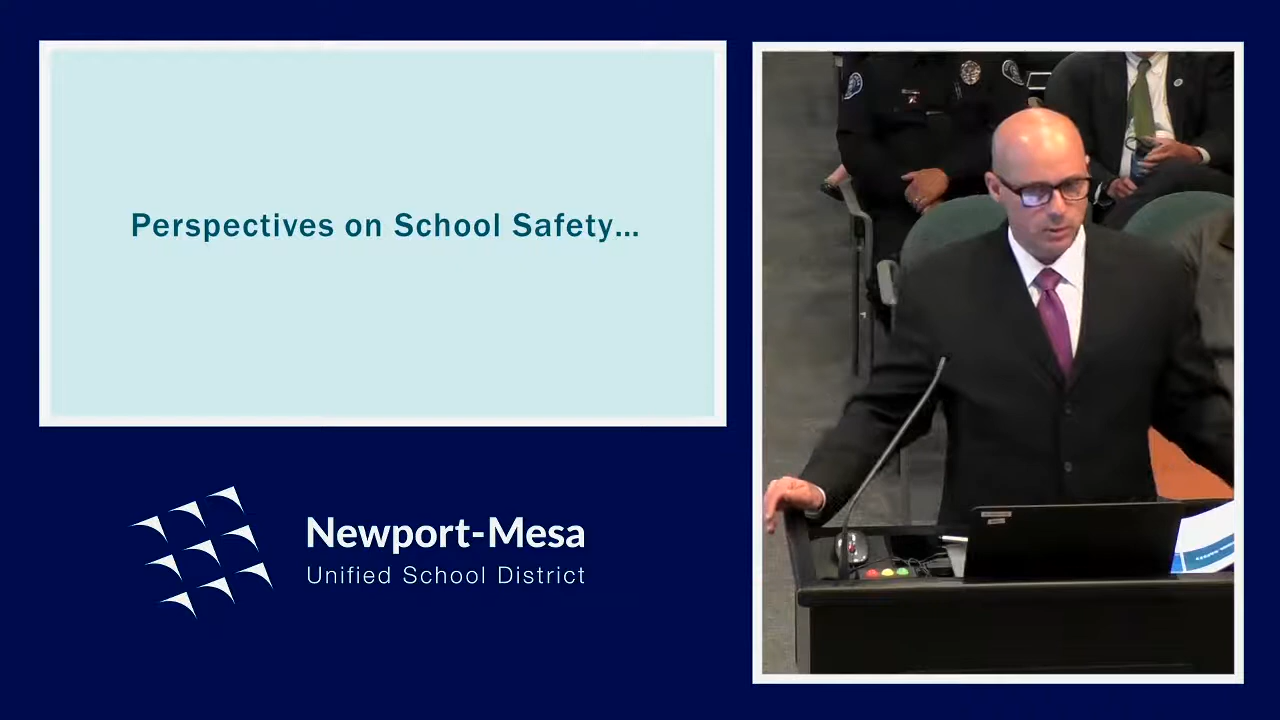 Perspectives on School Safety...
Newport-Mesa
Unified School District